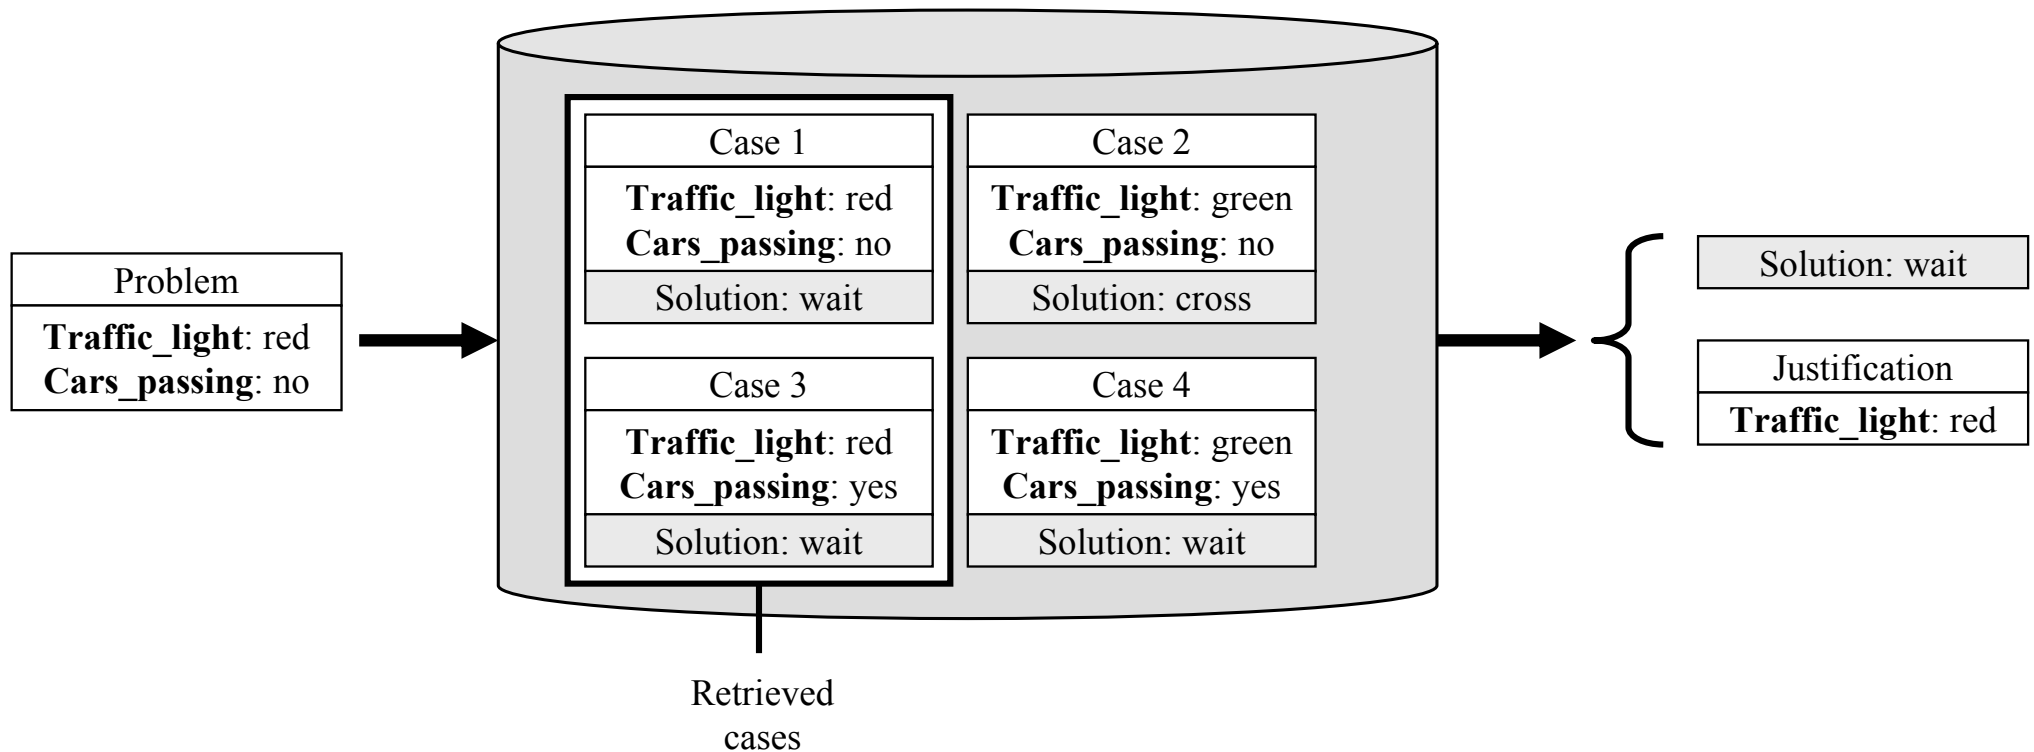 Problem
Traffic_light: red
Cars_passing: no
Case 1
Traffic_light: red
Cars_passing: no
Solution: wait
Case 2
Traffic_light: green
Cars_passing: no
Solution: cross
Case 3
Traffic_light: red
Cars_passing: yes
Solution: wait
Case 4
Traffic_light: green
Cars_passing: yes
Solution: wait
Retrieved
cases
Solution: wait
Justification
Traffic_light: red